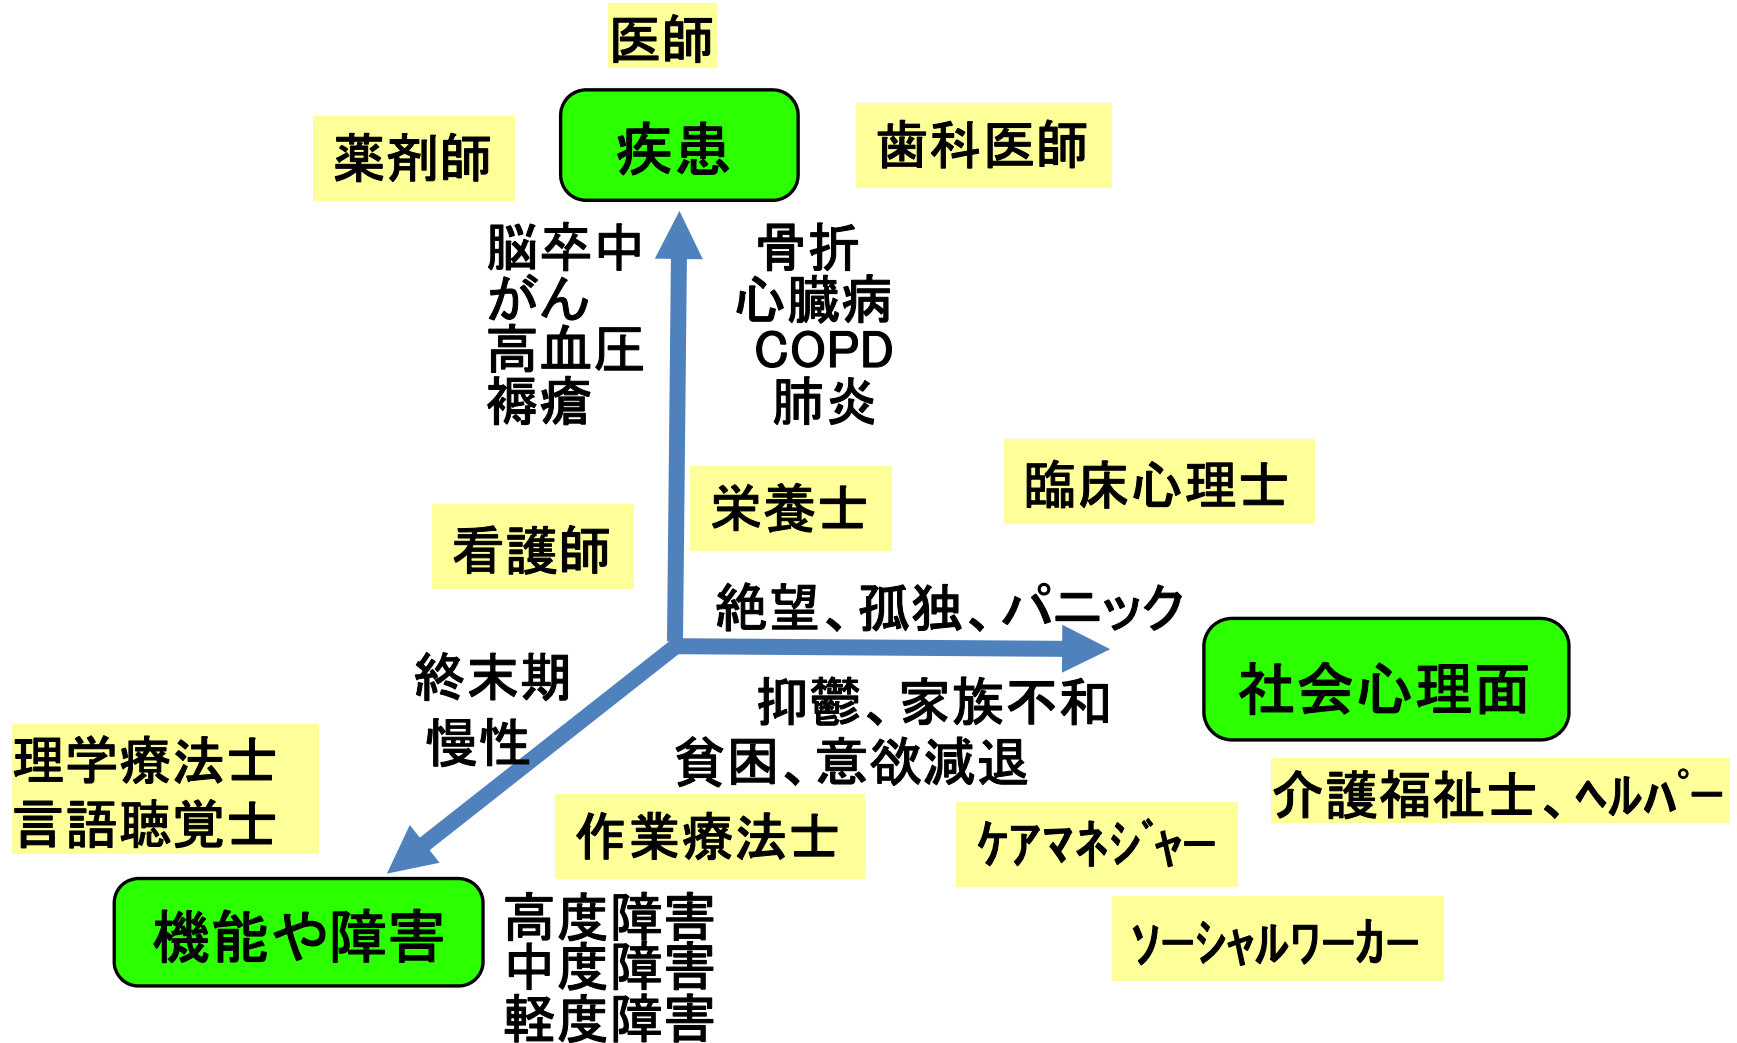 医師
薬剤師
疾患
歯科医師
脳卒中
がん
高血圧
褥瘡
骨折
心臓病
COPD
肺炎
臨床心理士
栄養士
看護師
絶望、孤独、パニック
社会心理面
終末期
慢性
抑鬱、家族不和
貧困、意欲減退
理学療法士
言語聴覚士
介護福祉士、ﾍﾙﾊﾟｰ
作業療法士
ｹｱﾏﾈｼﾞｬｰ
機能や障害
高度障害
中度障害
軽度障害
ｿｰｼｬﾙﾜｰｶｰ